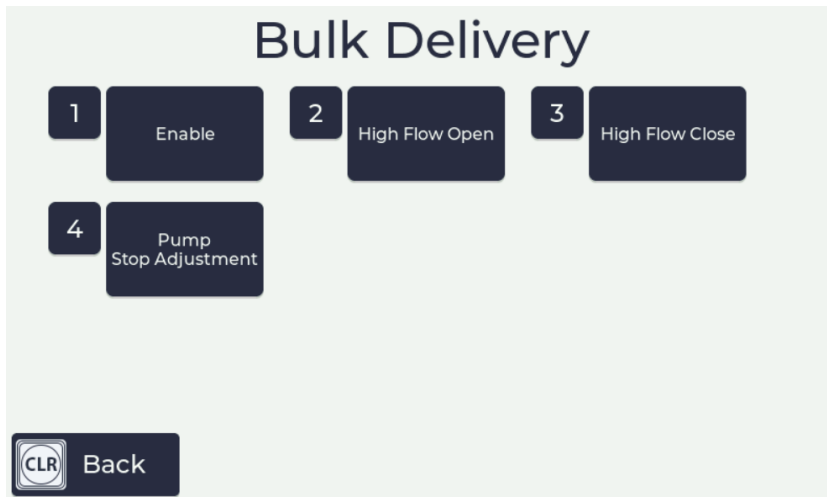 Bulk Delivery
1
Enable
2
High Flow Open
3
High Flow Close
4
Pump
Stop Adjustment
CLR
Back